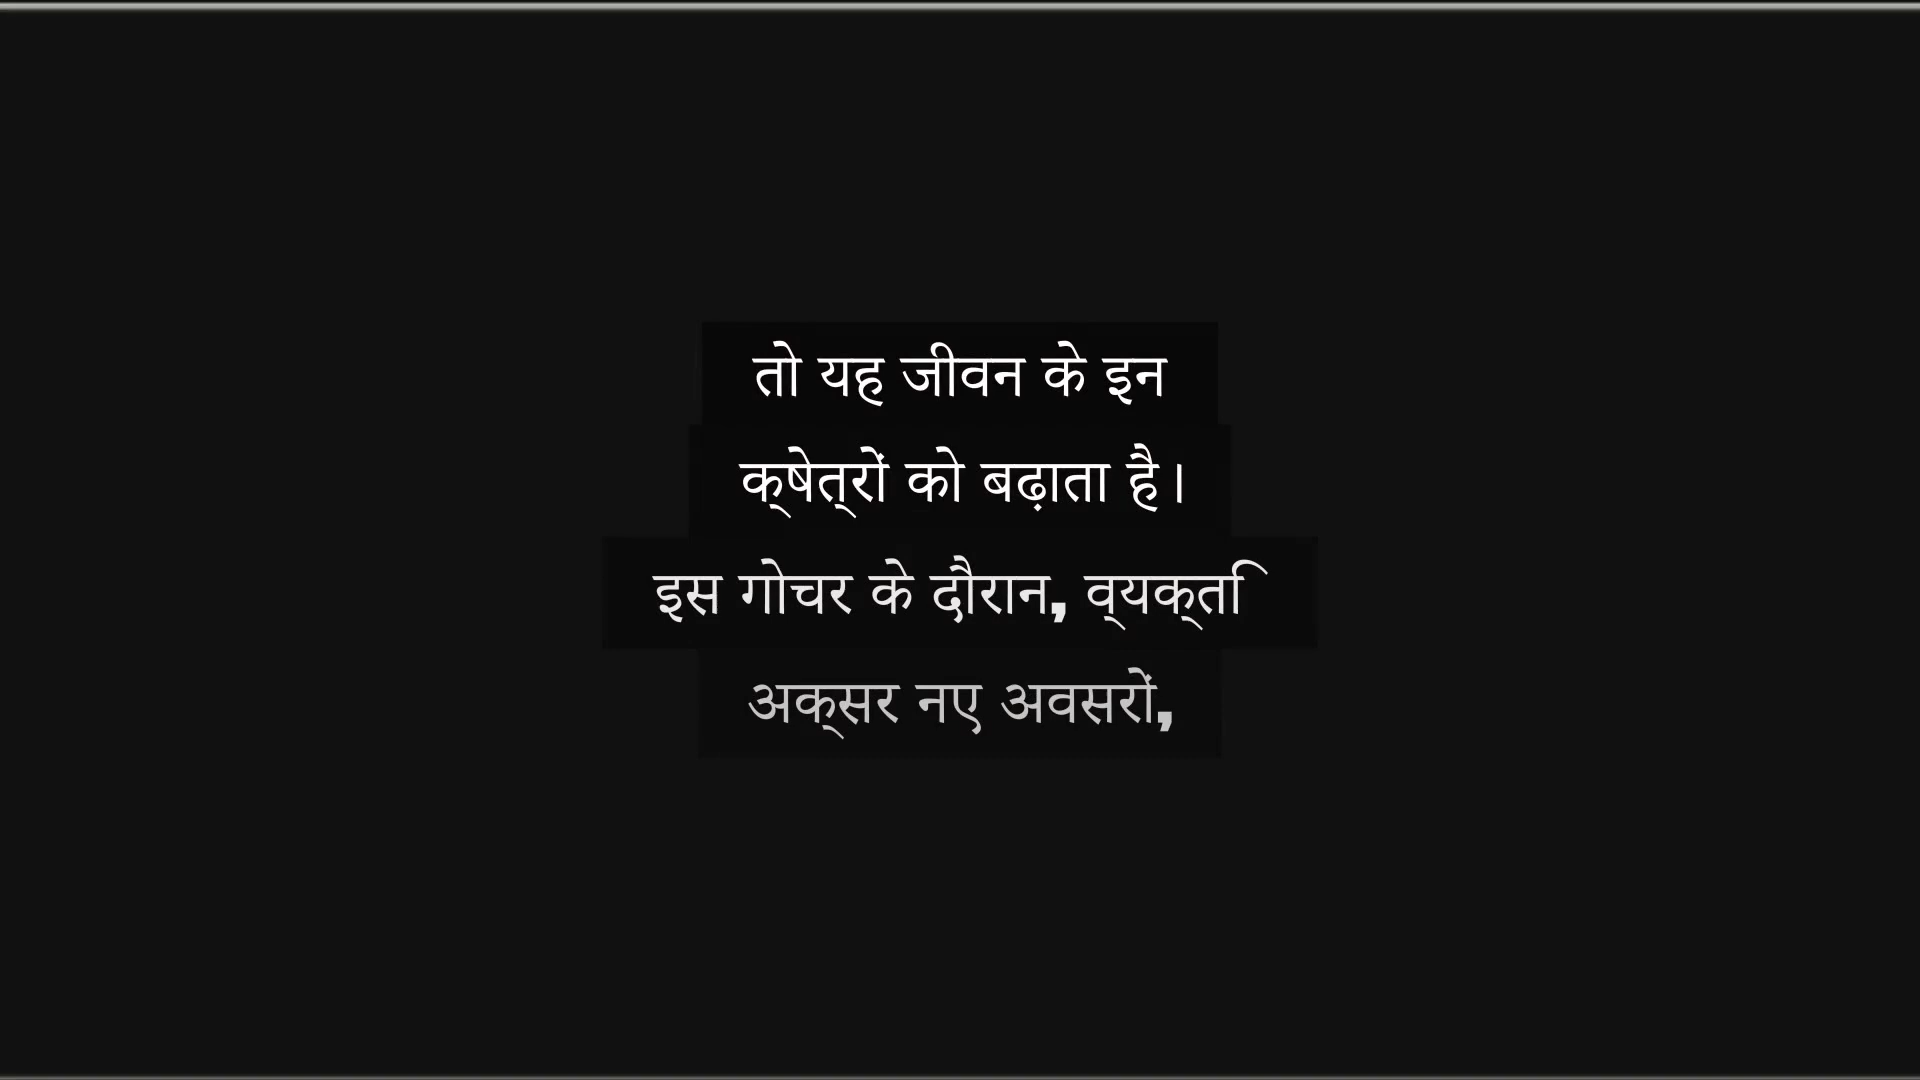 तो यह जीवन के इन
क्षेत्रों को बढ़ाता है।
इस गोचर के दौरान, व्यक्ति
अक्सर नए अवसरों,